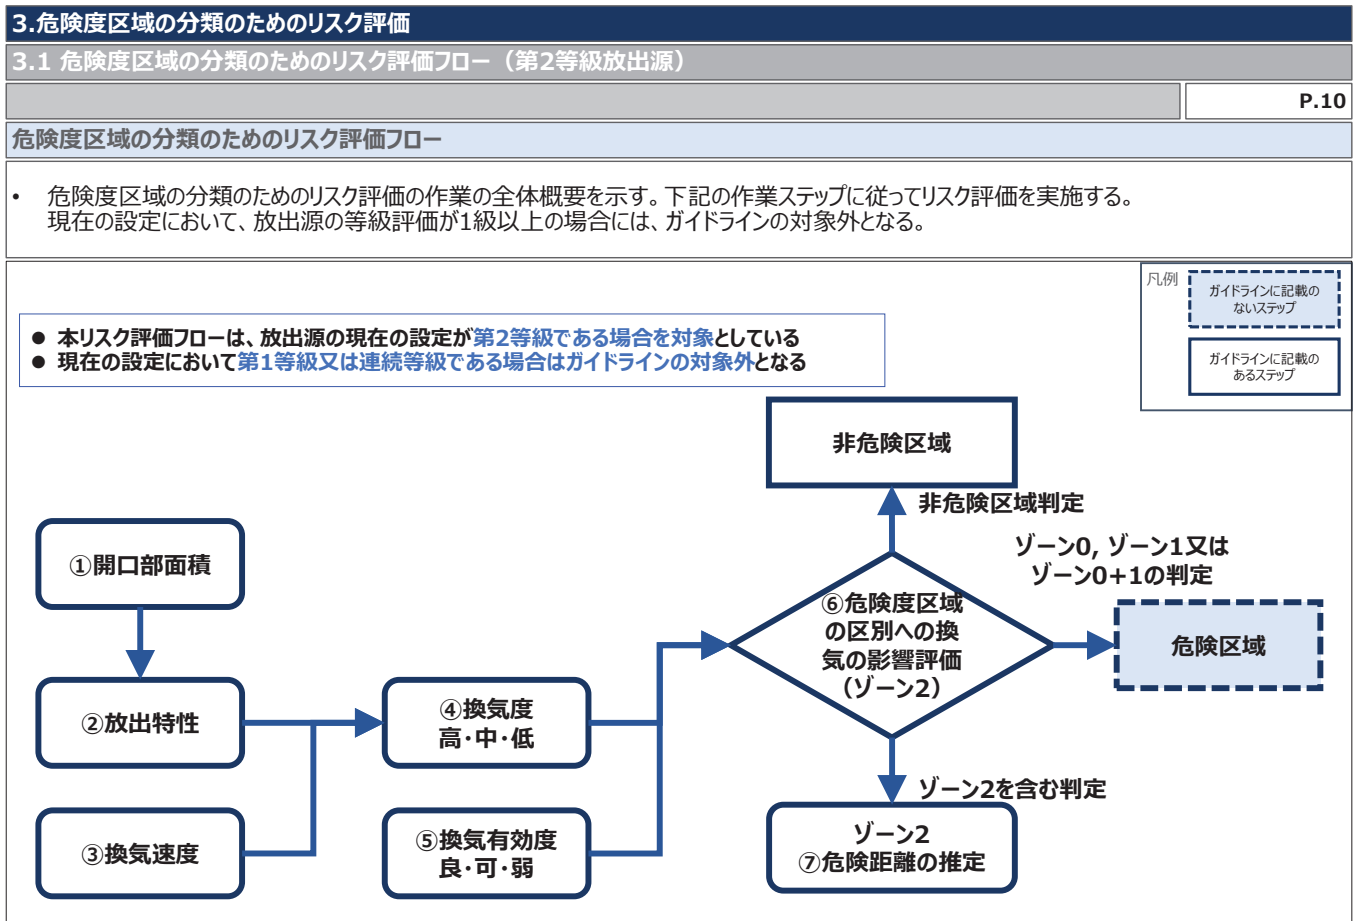 3.危険度区域の分類のためのリスク評価
3.1 危険度区域の分類のためのリスク評価フロー（第2等級放出源）
P.10
危険度区域の分類のためのリスク評価フロー
• 危険度区域の分類のためのリスク評価の作業の全体概要を示す。下記の作業ステップに従ってリスク評価を実施する。
現在の設定において、放出源の等級評価が1級以上の場合には、ガイドラインの対象外となる。
凡例
ガイドラインに記載の
ないステップ
ガイドラインに記載の
あるステップ
● 本リスク評価フローは、放出源の現在の設定が第2等級である場合を対象としている
● 現在の設定において第1等級又は連続等級である場合はガイドラインの対象外となる
非危険区域
非危険区域判定
ゾーン0, ゾーン1又は
ゾーン0+1の判定
①開口部面積
⑥危険度区域
の区別への換
気の影響評価
（ゾーン2）
危険区域
②放出特性
④換気度
高・中・低
ゾーン2を含む判定
③換気速度
⑤換気有効度
良・可・弱
ゾーン2
⑦危険距離の推定